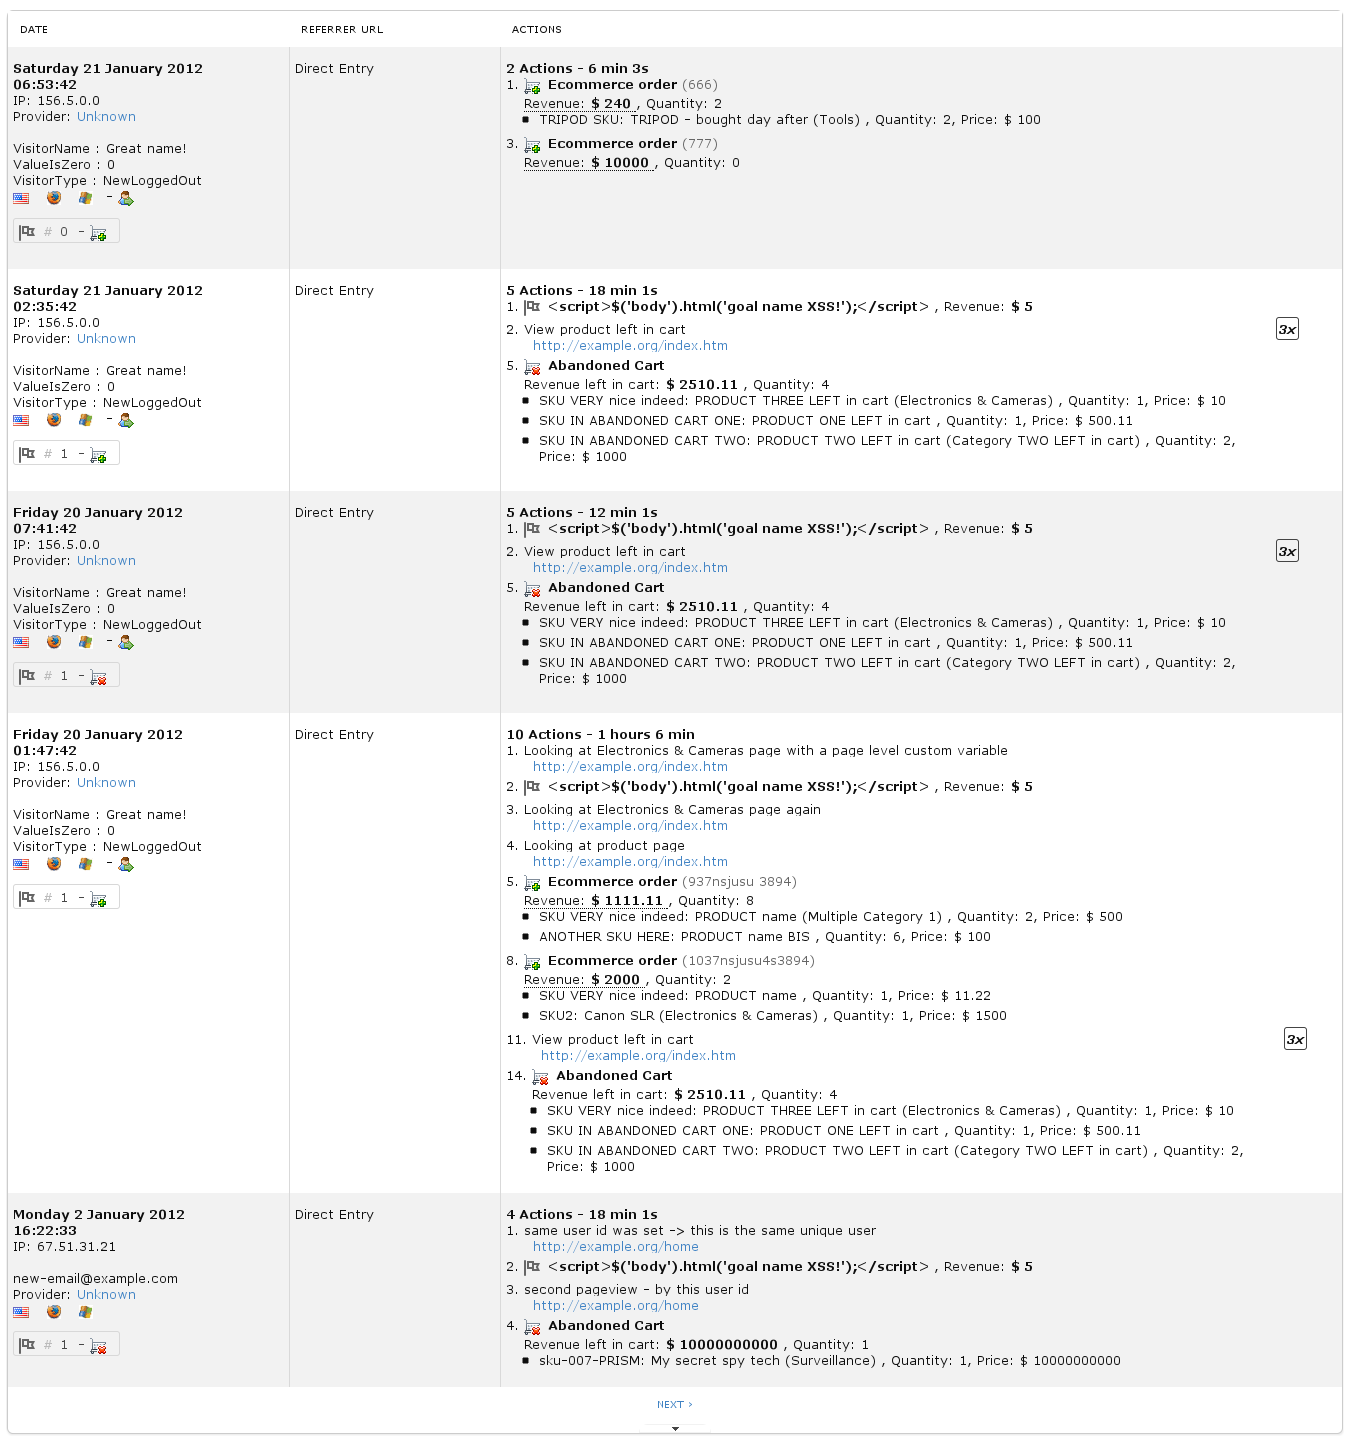 DATE REFERRER URL ACTIONS
Saturday 21 January 2012
06:53:42
IP: 156.5.0.0
Provider: Unknown
VisitorName : Great name!
ValueIsZero : 0
VisitorType : NewLoggedOut
-
# 0 -
Direct Entry
2 Actions - 6 min 3s
1. Ecommerce order (666)
Revenue: $ 240 , Quantity: 2
■ TRIPOD SKU: TRIPOD - bought day after (Tools) , Quantity: 2, Price: $ 100
3. Ecommerce order (777)
Revenue: $ 10000 , Quantity: 0
Saturday 21 January 2012
02:35:42
IP: 156.5.0.0
Provider: Unknown
VisitorName : Great name!
ValueIsZero : 0
VisitorType : NewLoggedOut
-
# 1 -
Direct Entry
5 Actions - 18 min 1s
1. <script>$('body').html('goal name XSS!');</script> , Revenue: $ 5
2. View product left in cart 3x
http://example.org/index.htm
5. Abandoned Cart
Revenue left in cart: $ 2510.11 , Quantity: 4
■ SKU VERY nice indeed: PRODUCT THREE LEFT in cart (Electronics & Cameras) , Quantity: 1, Price: $ 10
■ SKU IN ABANDONED CART ONE: PRODUCT ONE LEFT in cart , Quantity: 1, Price: $ 500.11
■ SKU IN ABANDONED CART TWO: PRODUCT TWO LEFT in cart (Category TWO LEFT in cart) , Quantity: 2,
Price: $ 1000
Friday 20 January 2012
07:41:42
IP: 156.5.0.0
Provider: Unknown
VisitorName : Great name!
ValueIsZero : 0
VisitorType : NewLoggedOut
-
# 1 -
Direct Entry
5 Actions - 12 min 1s
1. <script>$('body').html('goal name XSS!');</script> , Revenue: $ 5
2. View product left in cart 3x
http://example.org/index.htm
5. Abandoned Cart
Revenue left in cart: $ 2510.11 , Quantity: 4
■ SKU VERY nice indeed: PRODUCT THREE LEFT in cart (Electronics & Cameras) , Quantity: 1, Price: $ 10
■ SKU IN ABANDONED CART ONE: PRODUCT ONE LEFT in cart , Quantity: 1, Price: $ 500.11
■ SKU IN ABANDONED CART TWO: PRODUCT TWO LEFT in cart (Category TWO LEFT in cart) , Quantity: 2,
Price: $ 1000
Friday 20 January 2012
01:47:42
IP: 156.5.0.0
Provider: Unknown
VisitorName : Great name!
ValueIsZero : 0
VisitorType : NewLoggedOut
-
# 1 -
Direct Entry
10 Actions - 1 hours 6 min
1. Looking at Electronics & Cameras page with a page level custom variable
http://example.org/index.htm
2. <script>$('body').html('goal name XSS!');</script> , Revenue: $ 5
3. Looking at Electronics & Cameras page again
http://example.org/index.htm
4. Looking at product page
http://example.org/index.htm
5. Ecommerce order (937nsjusu 3894)
Revenue: $ 1111.11 , Quantity: 8
■ SKU VERY nice indeed: PRODUCT name (Multiple Category 1) , Quantity: 2, Price: $ 500
■ ANOTHER SKU HERE: PRODUCT name BIS , Quantity: 6, Price: $ 100
8. Ecommerce order (1037nsjusu4s3894)
Revenue: $ 2000 , Quantity: 2
■ SKU VERY nice indeed: PRODUCT name , Quantity: 1, Price: $ 11.22
■ SKU2: Canon SLR (Electronics & Cameras) , Quantity: 1, Price: $ 1500
11. View product left in cart 3x
http://example.org/index.htm
14. Abandoned Cart
Revenue left in cart: $ 2510.11 , Quantity: 4
■ SKU VERY nice indeed: PRODUCT THREE LEFT in cart (Electronics & Cameras) , Quantity: 1, Price: $ 10
■ SKU IN ABANDONED CART ONE: PRODUCT ONE LEFT in cart , Quantity: 1, Price: $ 500.11
■ SKU IN ABANDONED CART TWO: PRODUCT TWO LEFT in cart (Category TWO LEFT in cart) , Quantity: 2,
Price: $ 1000
Monday 2 January 2012
16:22:33
IP: 67.51.31.21
new-email@example.com
Provider: Unknown
# 1 -
Direct Entry
4 Actions - 18 min 1s
1. same user id was set -> this is the same unique user
http://example.org/home
2. <script>$('body').html('goal name XSS!');</script> , Revenue: $ 5
3. second pageview - by this user id
http://example.org/home
4. Abandoned Cart
Revenue left in cart: $ 10000000000 , Quantity: 1
■ sku-007-PRISM: My secret spy tech (Surveillance) , Quantity: 1, Price: $ 10000000000
NEXT ›